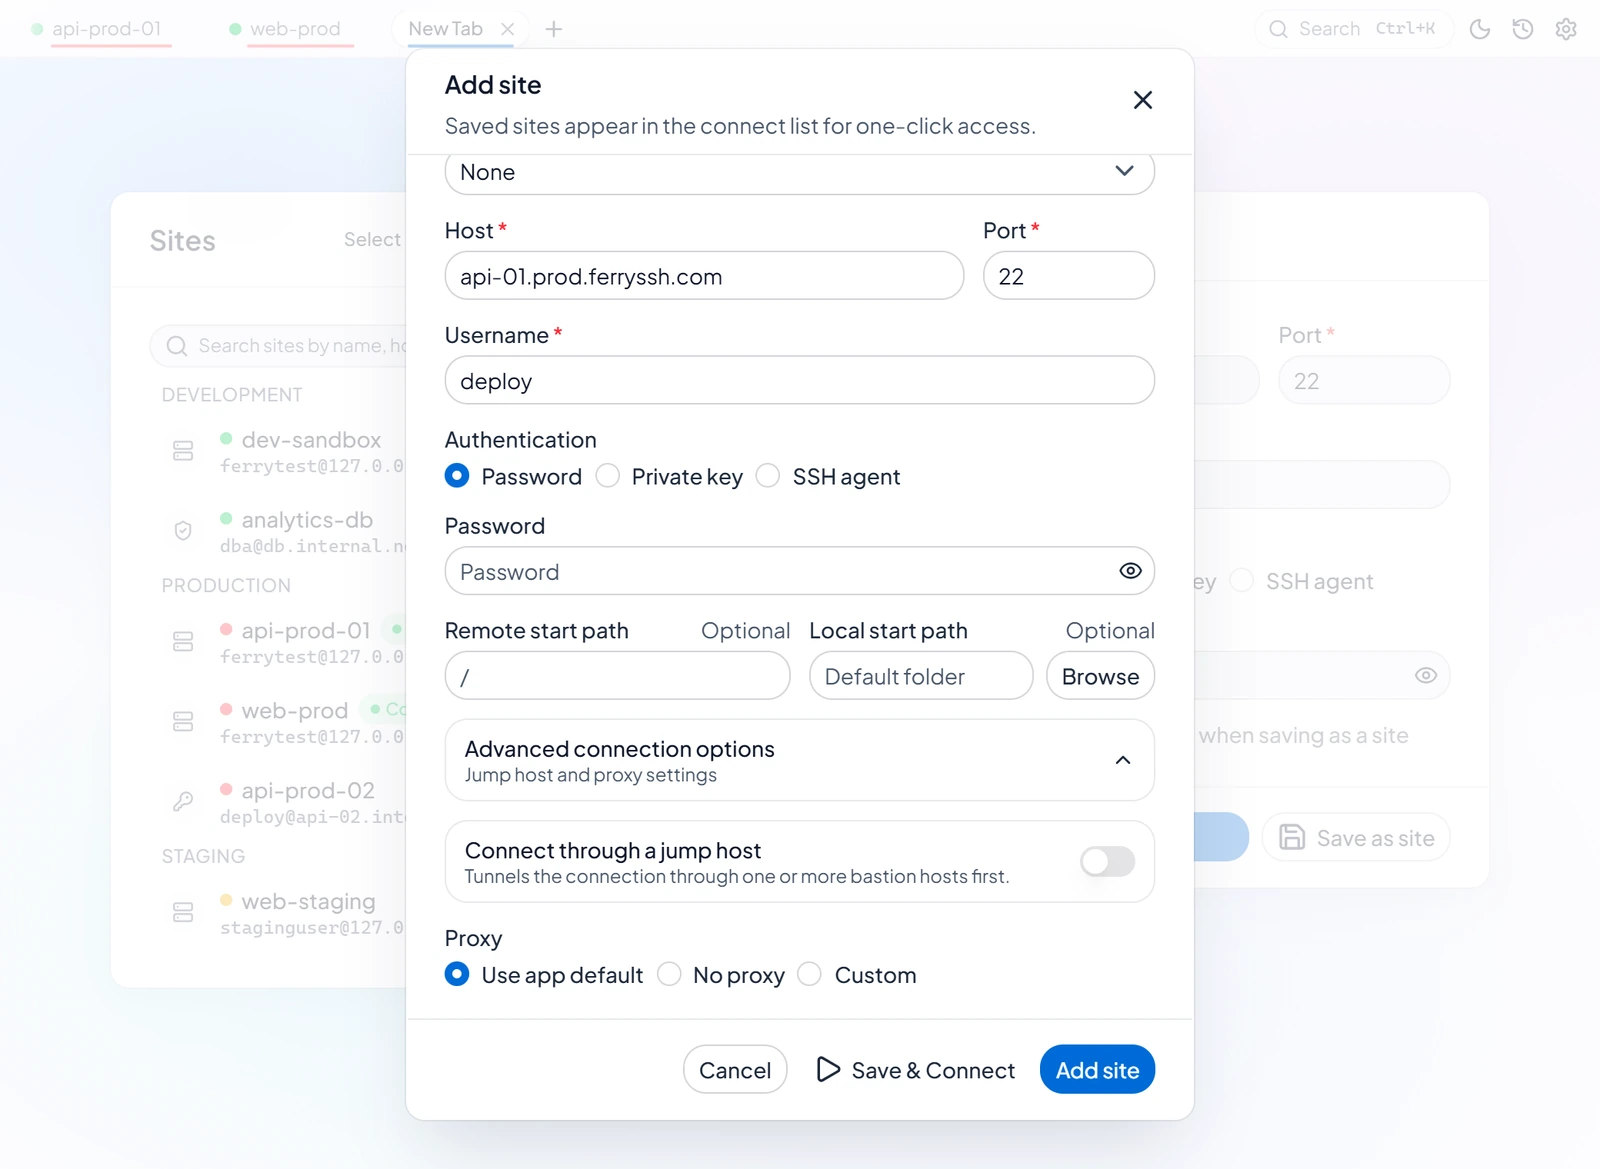 api-prod-01
web-prod
New Tab
Search Ctrl+K
Add site
Saved sites appear in the connect list for one-click access.
None
Host *
Port *
api-01.prod.ferryssh.com
22
Username *
deploy
Authentication
Password
Private key
SSH agent
Password
Password
Remote start path Optional
Local start path Optional
/
Default folder
Browse
Advanced connection options
Jump host and proxy settings
Connect through a jump host
Tunnels the connection through one or more bastion hosts first.
Proxy
Use app default
No proxy
Custom
Cancel
Save & Connect
Add site
Sites
Select
Search sites by name,
DEVELOPMENT
dev-sandbox
ferrytest@127.0.0
analytics-db
dba@db.internal.n
PRODUCTION
api-prod-01
ferrytest@127.0.0
web-prod
ferrytest@127.0.0
api-prod-02
deploy@api-02.int
STAGING
web-staging
staginguser@127.0
Port *
22
SSH agent
when saving as a site
Save as site